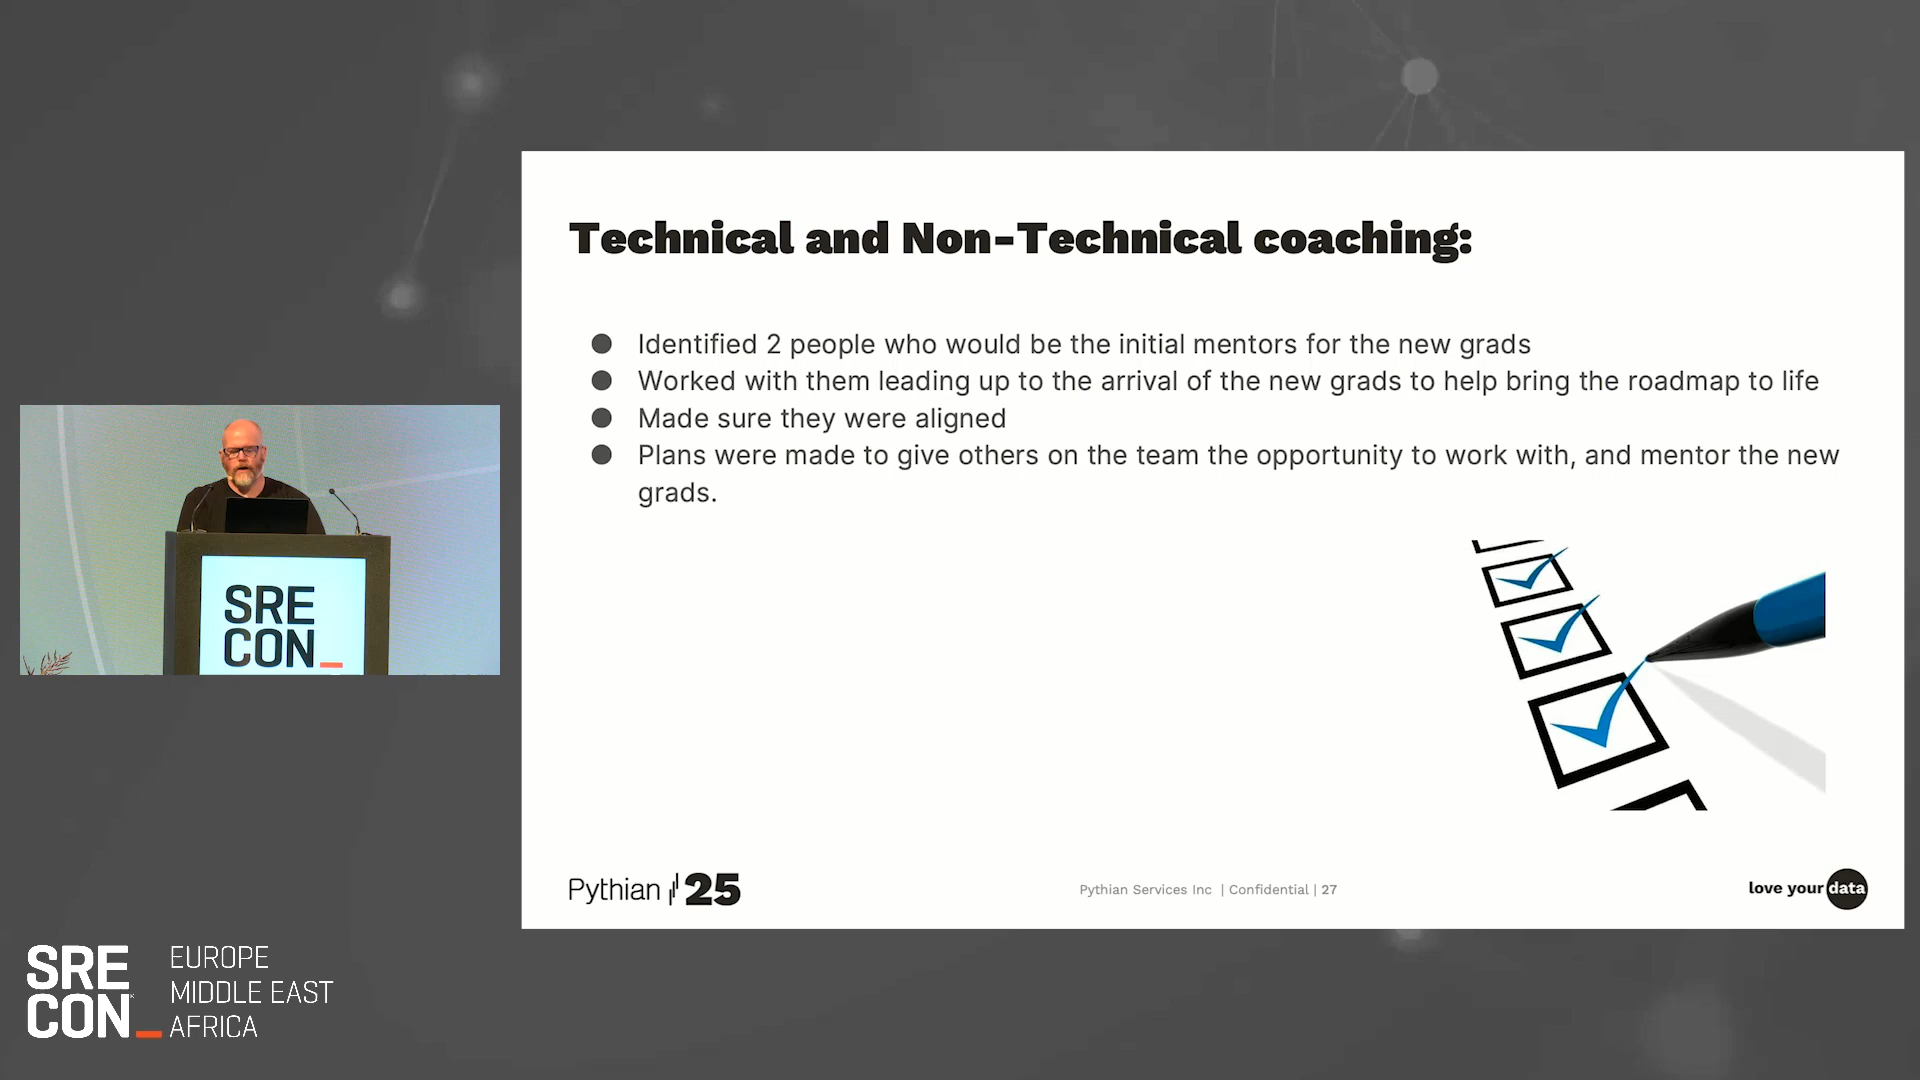 Technical and Non-Technical coaching:
● Identified 2 people who would be the initial mentors for the new grads
● Worked with them leading up to the arrival of the new grads to help bring the roadmap to life
● Made sure they were aligned
● Plans were made to give others on the team the opportunity to work with, and mentor the new
grads.
SRE
CON_
Pythian 25
Pythian Services Inc | Confidential | 27
love your data
SRE
CON_
EUROPE
MIDDLE EAST
AFRICA